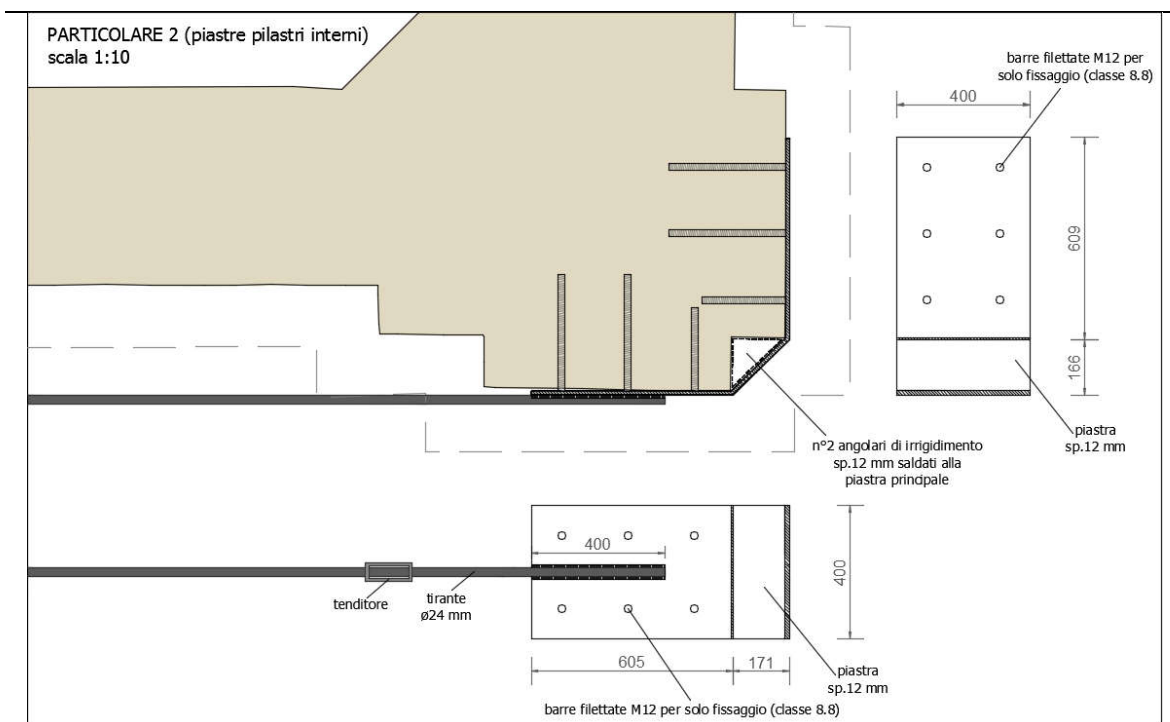 PARTICOLARE 2 (piastre pilastri interni)
scala 1:10
barre filettate M12 per
solo fissaggio (classe 8.8)
400
609
166
piastra
sp.12 mm
n°2 angolari di irrigidimento
sp.12 mm saldati alla
piastra principale
400
400
tenditore
tirante
ø24 mm
605
171
piastra
sp.12 mm
barre filettate M12 per solo fissaggio (classe 8.8)